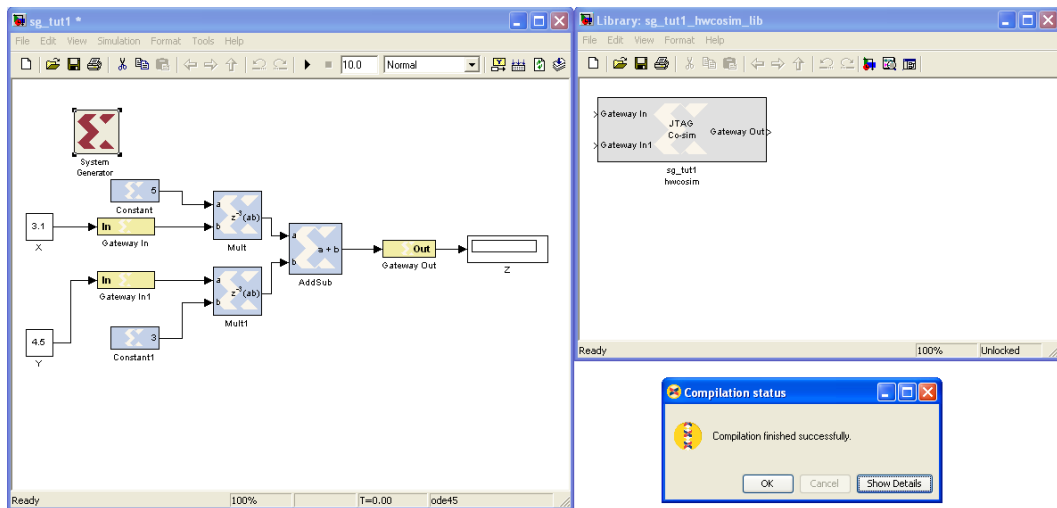 sg_tut1 *
File Edit View Simulation Format Tools Help
10.0 Normal
System
Generator
5
Constant
3.1
X
In
Gateway In
a
b
z⁻³(ab)
Mult
a
b
a + b
AddSub
Out
Gateway Out
Z
In
Gateway In1
a
b
z⁻³(ab)
Mult1
4.5
Y
3
Constant1
Ready 100% T=0.00 ode45
Library: sg_tut1_hwcosim_lib
File Edit View Format Help
Gateway In
Gateway In1
JTAG
Co-sim
Gateway Out
sg_tut1
hwcosim
Ready 100% Unlocked
Compilation status
Compilation finished successfully.
OK Cancel Show Details